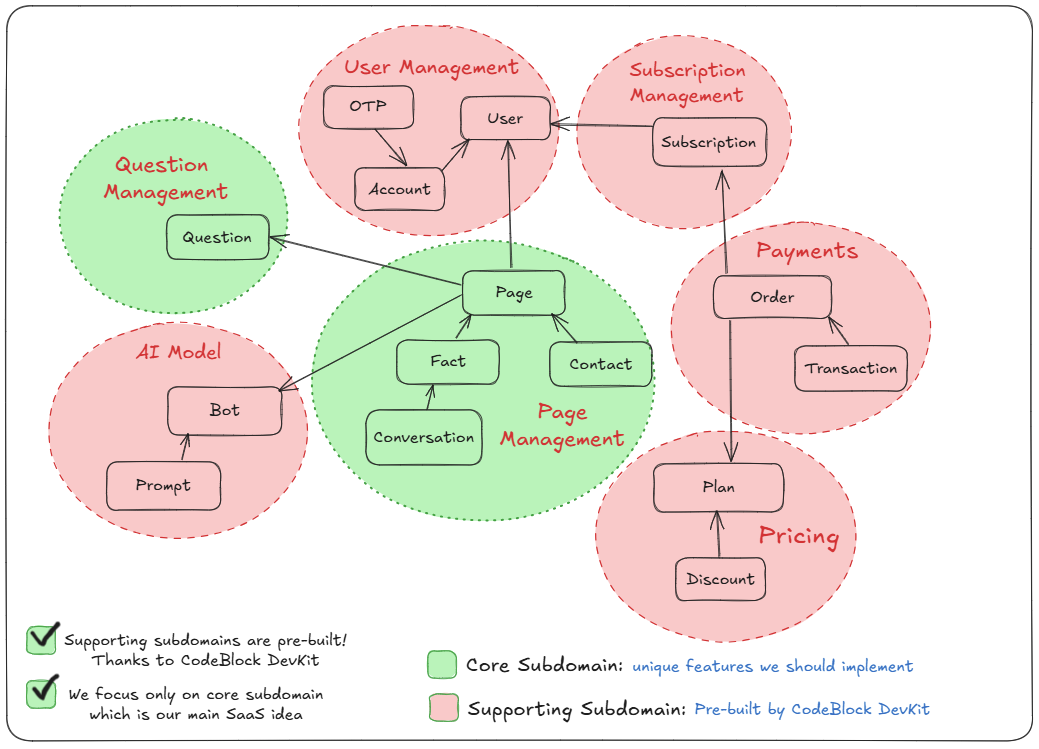 User Management
OTP
User
Account
Subscription
Management
Subscription
Question
Management
Question
Payments
Order
Transaction
Page
Fact
Contact
Conversation
Page
Management
AI Model
Bot
Prompt
Plan
Pricing
Discount
Supporting subdomains are pre-built!
Thanks to CodeBlock DevKit
We focus only on core subdomain
which is our main SaaS idea
Core Subdomain: unique features we should implement
Supporting Subdomain: Pre-built by CodeBlock DevKit